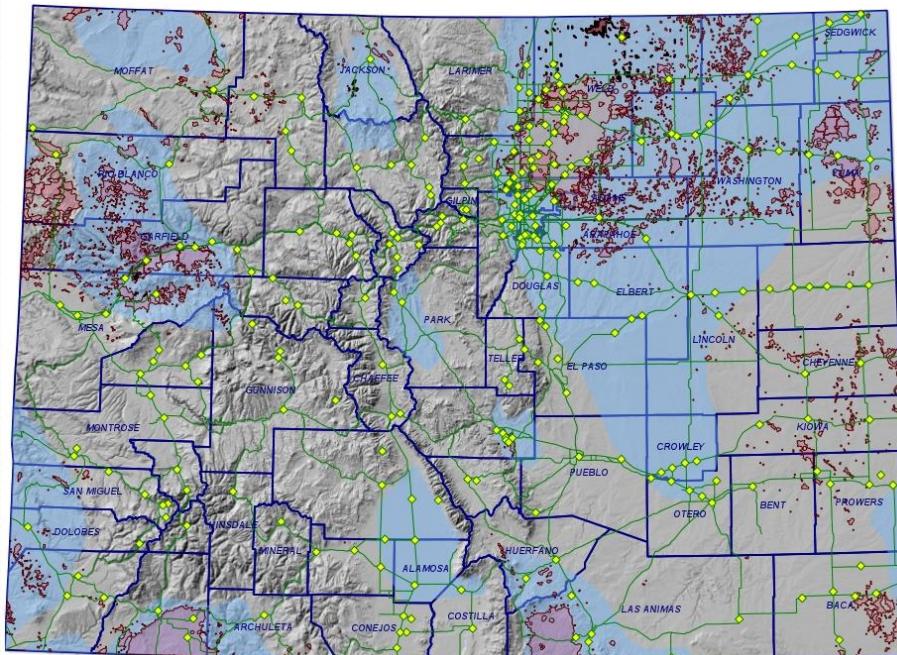 SEDGWICK
MOFFAT
JACKSON
LARIMER
WELD
RIO BLANCO
WASHINGTON
YUMA
GILPIN
ADAMS
GARFIELD
ARAPAHOE
DOUGLAS
ELBERT
MESA
PARK
LINCOLN
TELLER
CHEYENNE
EL PASO
CHAFFEE
GUNNISON
MONTROSE
KIOWA
CROWLEY
PUEBLO
SAN MIGUEL
BENT
PROWERS
OTERO
HINSDALE
DOLOBES
MINERAL
HUERFANO
ALAMOSA
BACA
LAS ANIMAS
COSTILLA
ARCHULETA
CONEJOS